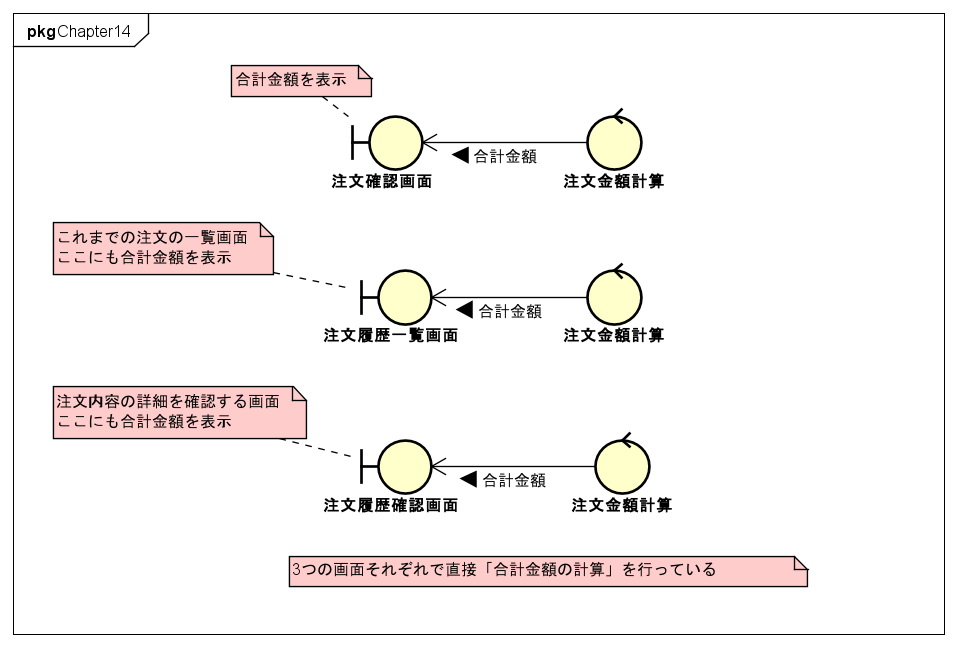 pkg Chapter14
合計金額を表示
◀ 合計金額
注文確認画面
注文金額計算
これまでの注文の一覧画面
ここにも合計金額を表示
◀ 合計金額
注文履歴一覧画面
注文金額計算
注文内容の詳細を確認する画面
ここにも合計金額を表示
◀ 合計金額
注文履歴確認画面
注文金額計算
3つの画面それぞれで直接「合計金額の計算」を行っている